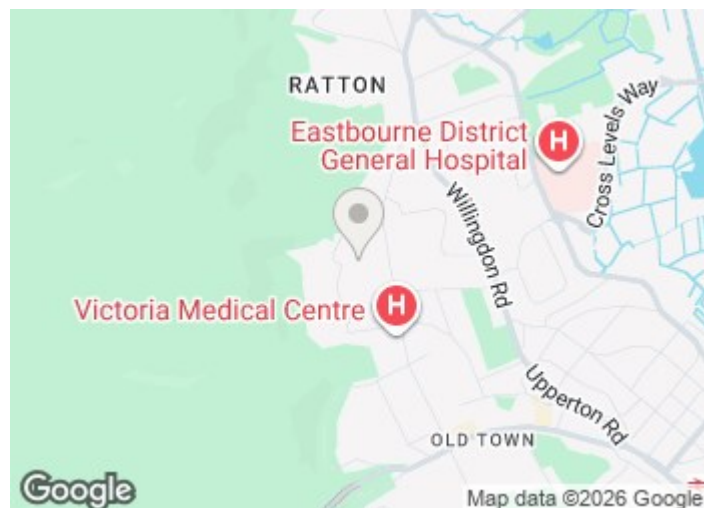 RATTON
Eastbourne District
General Hospital
H
Cross Levels Way
Willingdon Rd
Victoria Medical Centre
H
Upperton Rd
OLD TOWN
Google
Map data ©2026 Google